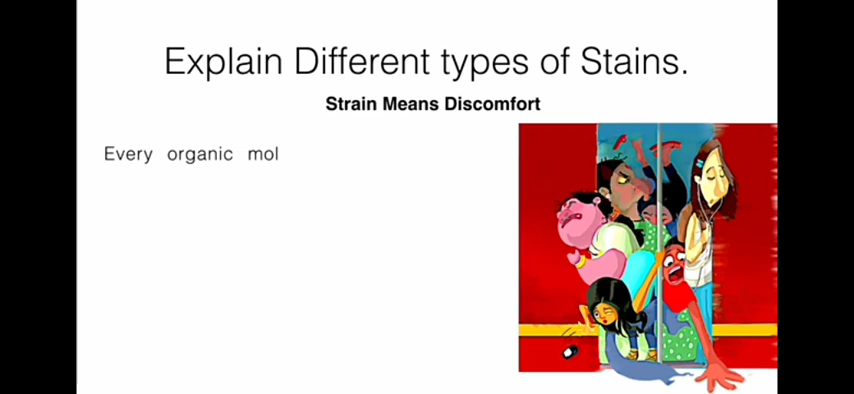 Explain Different types of Stains.
Strain Means Discomfort
Every organic mol